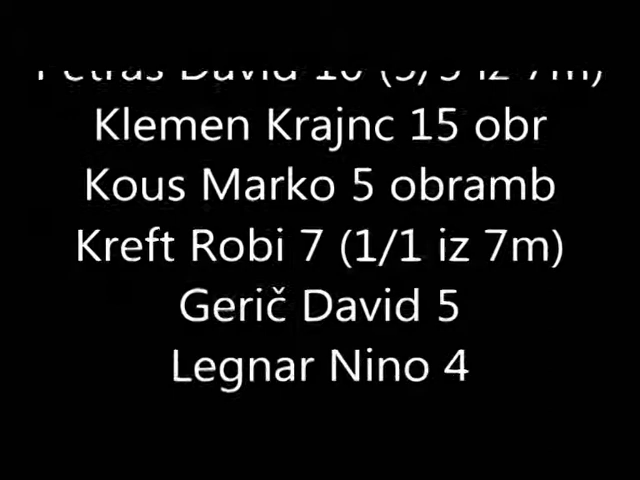 David
Klemen Krajnc 15 obr
Kous Marko 5 obramb
Kreft Robi 7 (1/1 iz 7m)
Gerič David 5
Legnar Nino 4